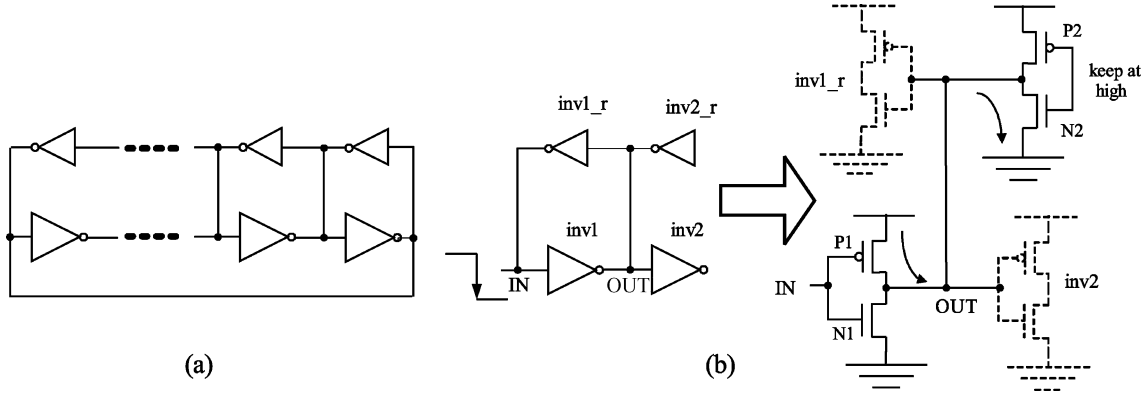 P2
inv1_r
keep at
high
inv1_r
inv2_r
N2
inv1
inv2
P1
IN
OUT
IN
inv2
OUT
N1
(a)
(b)